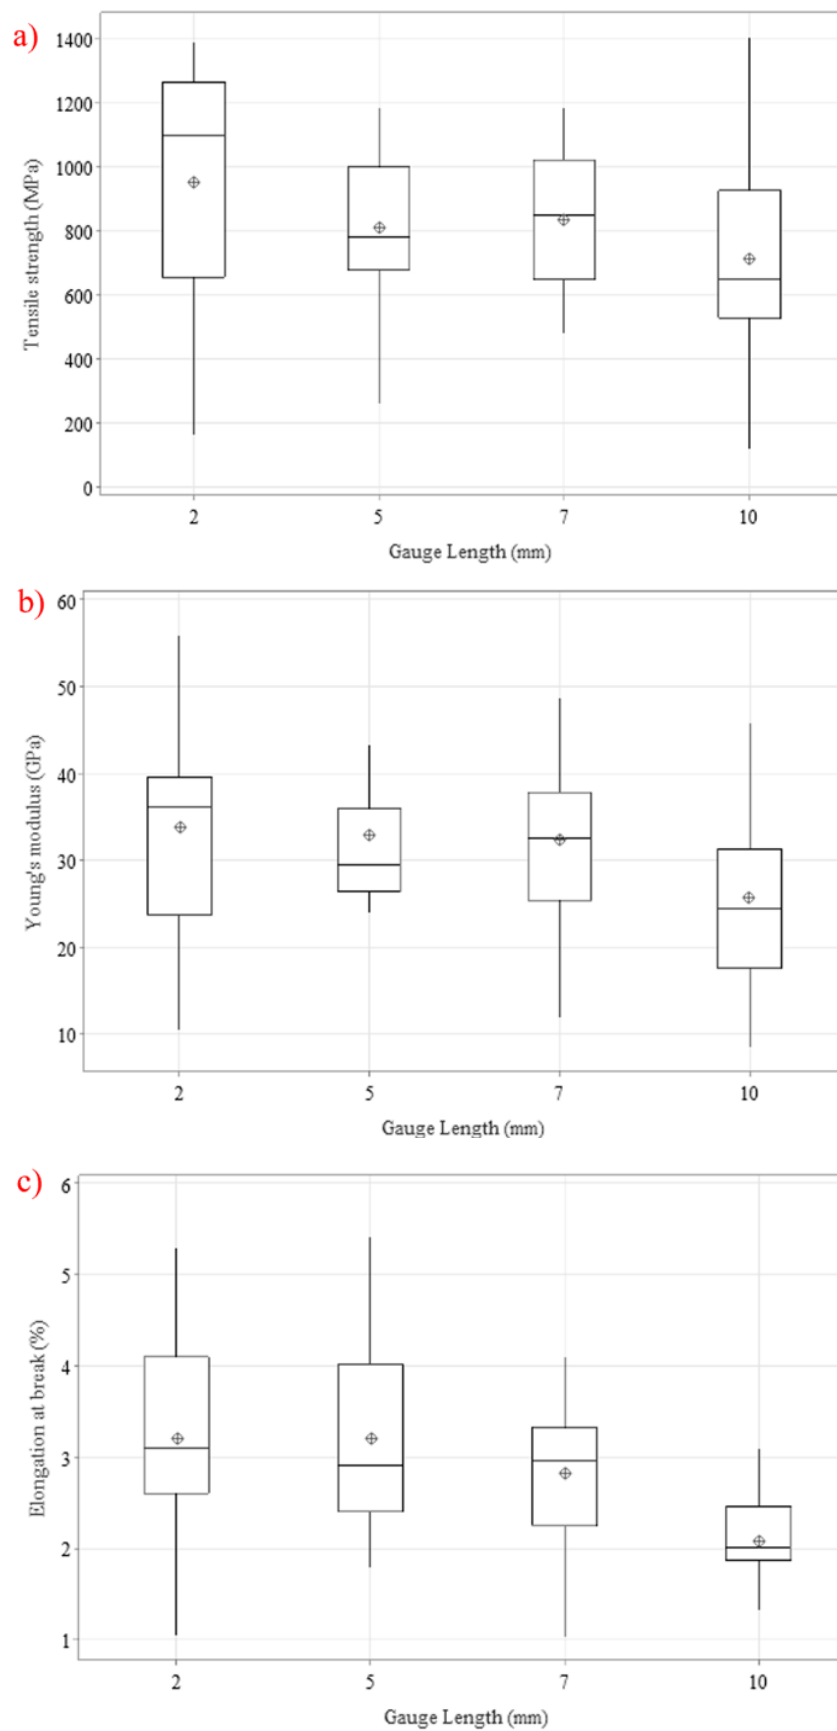 a)
1400
1200
1000
800
600
400
200
0
Tensile strength (MPa)
2 5 7 10
Gauge Length (mm)
b)
60
50
40
30
20
10
Young's modulus (GPa)
2 5 7 10
Gauge Length (mm)
c)
6
5
4
3
2
1
Elongation at break (%)
2 5 7 10
Gauge Length (mm)